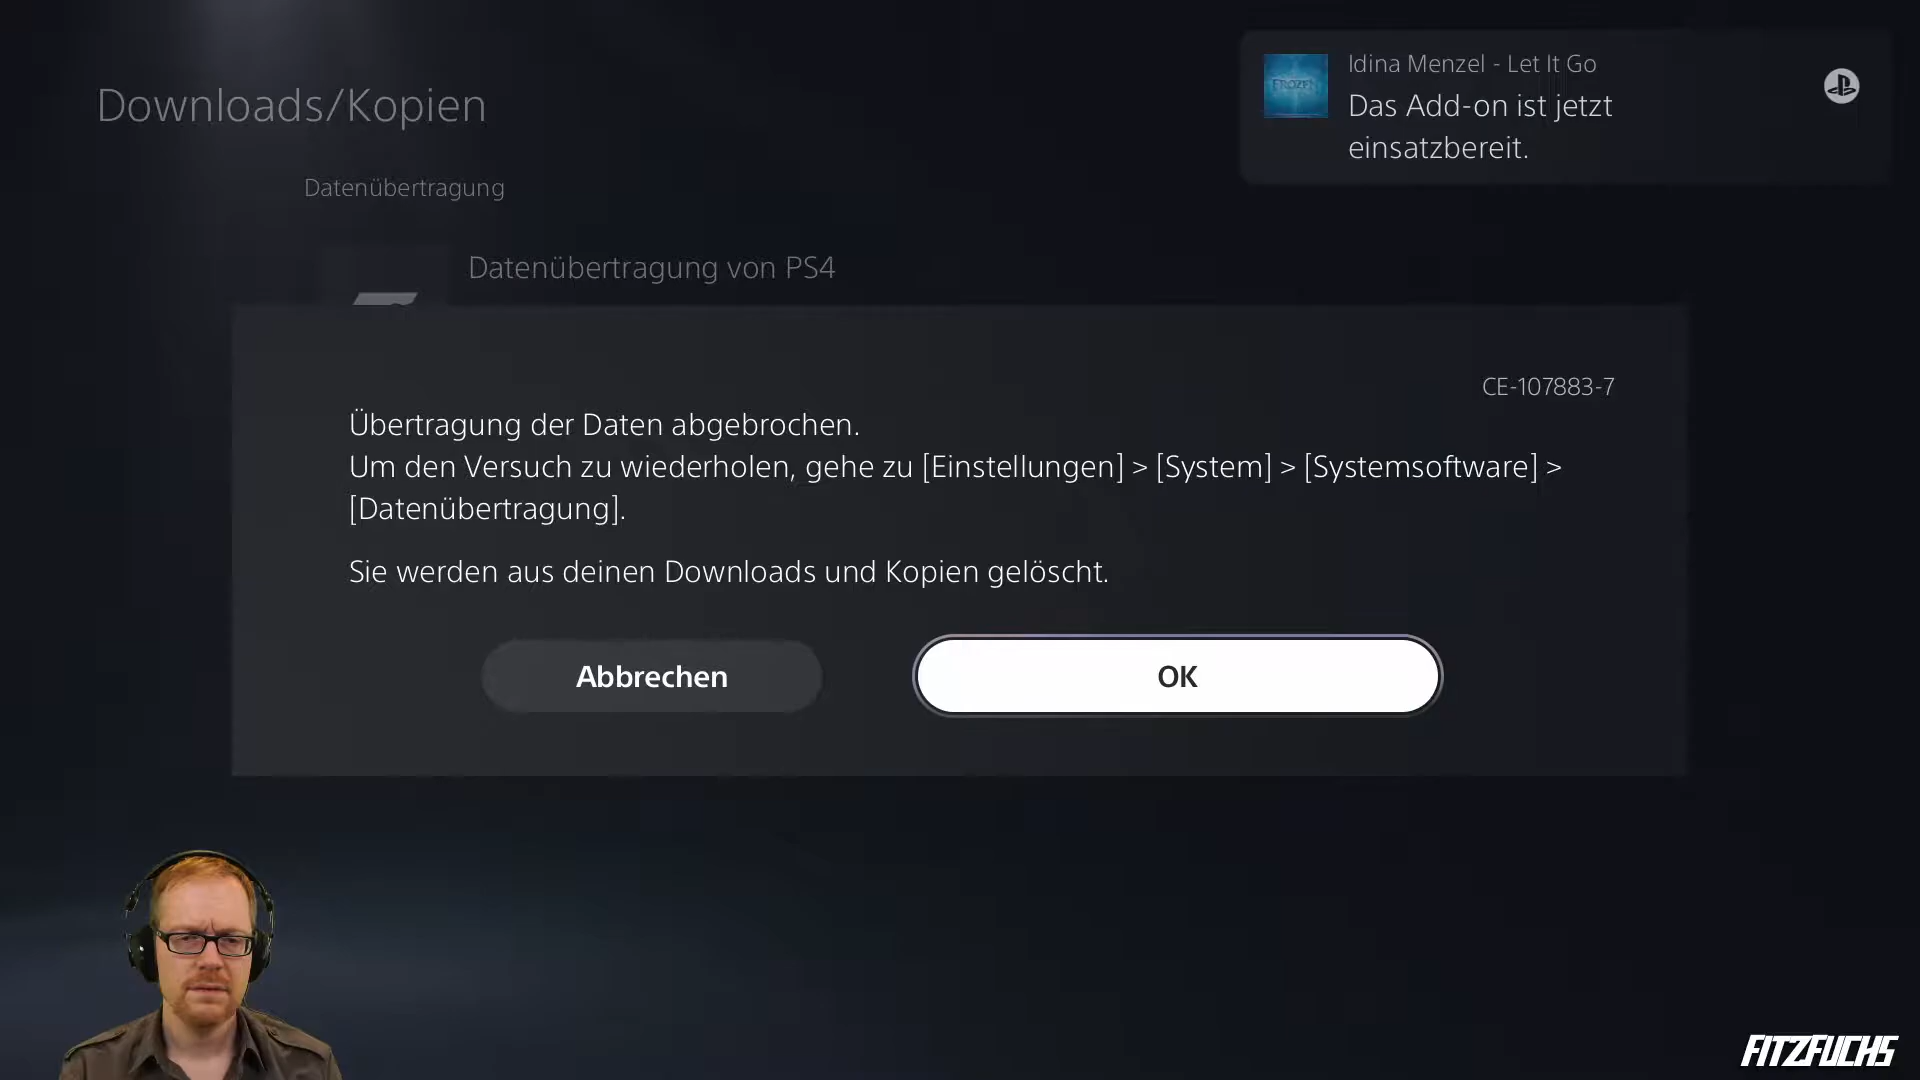 Downloads/Kopien
Idina Menzel - Let It Go
Das Add-on ist jetzt
einsatzbereit.
FROZEN
Datenübertragung
Datenübertragung von PS4
CE-107883-7
Übertragung der Daten abgebrochen.
Um den Versuch zu wiederholen, gehe zu [Einstellungen] > [System] > [Systemsoftware] >
[Datenübertragung].
Sie werden aus deinen Downloads und Kopien gelöscht.
Abbrechen
OK
FITZFUCHS